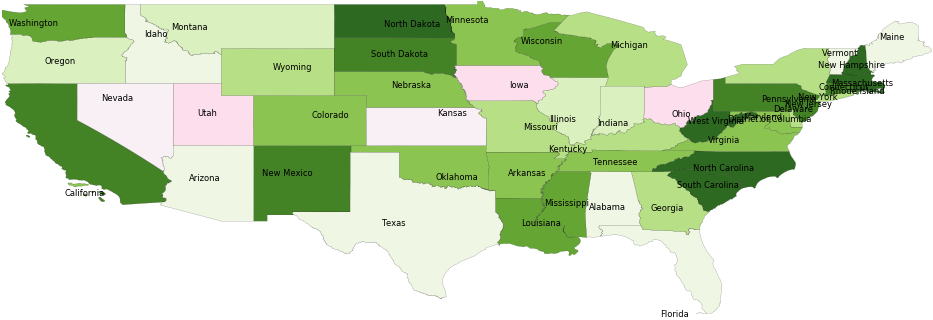 Washington
Idaho
Montana
North Dakota
Minnesota
Wisconsin
Michigan
Maine
Vermont
New Hampshire
Oregon
Wyoming
South Dakota
Nebraska
Iowa
Massachusetts
Connecticut
Rhode Island
New York
Pennsylvania
New Jersey
Delaware
Maryland
District of Columbia
Nevada
Utah
Colorado
Kansas
Missouri
Illinois
Indiana
Ohio
West Virginia
Virginia
Kentucky
Tennessee
North Carolina
South Carolina
California
Arizona
New Mexico
Oklahoma
Arkansas
Mississippi
Alabama
Georgia
Texas
Louisiana
Florida